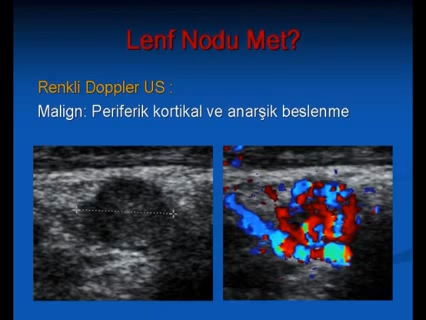 Lenf Nodu Met?
Renkli Doppler US :
Malign: Periferik kortikal ve anarşik beslenme